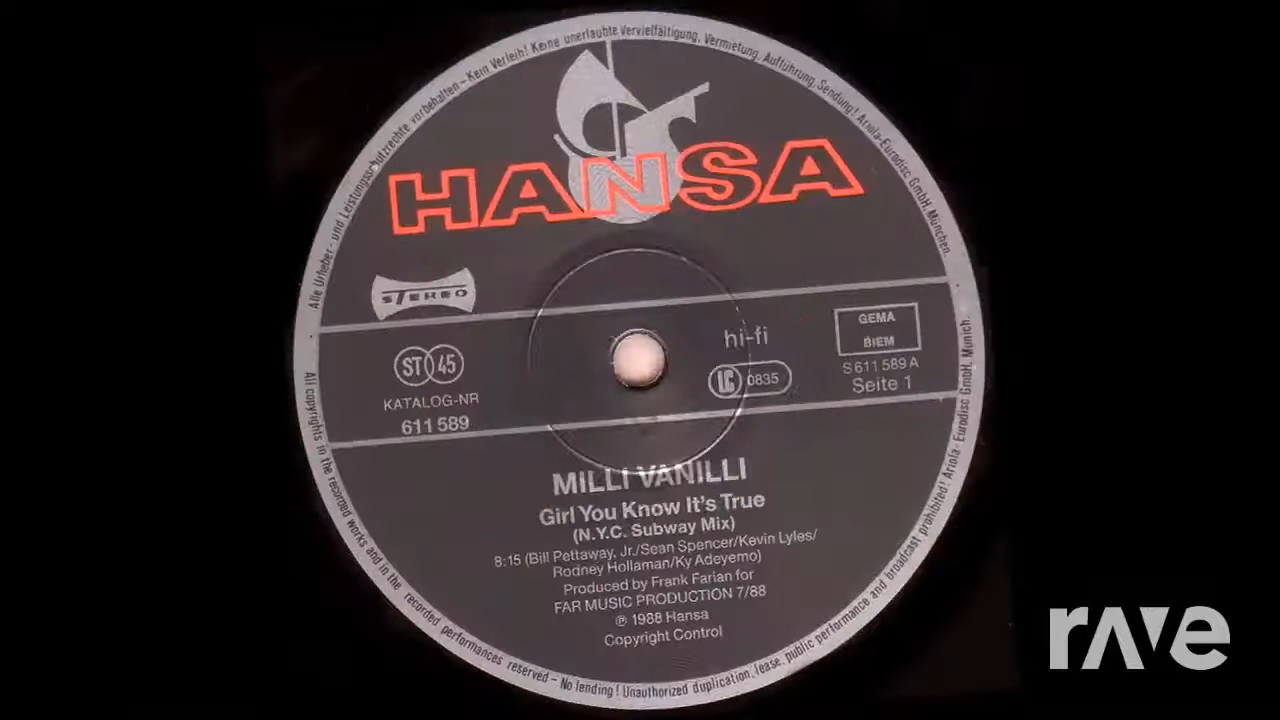 Alle Urheber- und Leistungsschutzrechte vorbehalten – Kein Verleih! Keine unerlaubte Vervielfältigung, Vermietung, Aufführung, Sendung! Ariola-Eurodisc GmbH, München.
HANSA
STEREO
ST 45
KATALOG-NR
611 589
hi-fi
LC 0835
GEMA
BIEM
S 611 589 A
Seite 1
MILLI VANILLI
Girl You Know It's True
(N.Y.C. Subway Mix)
8:15 (Bill Pettaway, Jr./Sean Spencer/Kevin Lyles/
Rodney Hollaman/Ky Adeyemo)
Produced by Frank Farian for
FAR MUSIC PRODUCTION 7/88
℗ 1988 Hansa
Copyright Control
All copyrights in the recorded works and in the recorded performances reserved – No lending! Unauthorized duplication, lease, public performance and broadcast prohibited! Ariola-Eurodisc GmbH, Munich.
rave